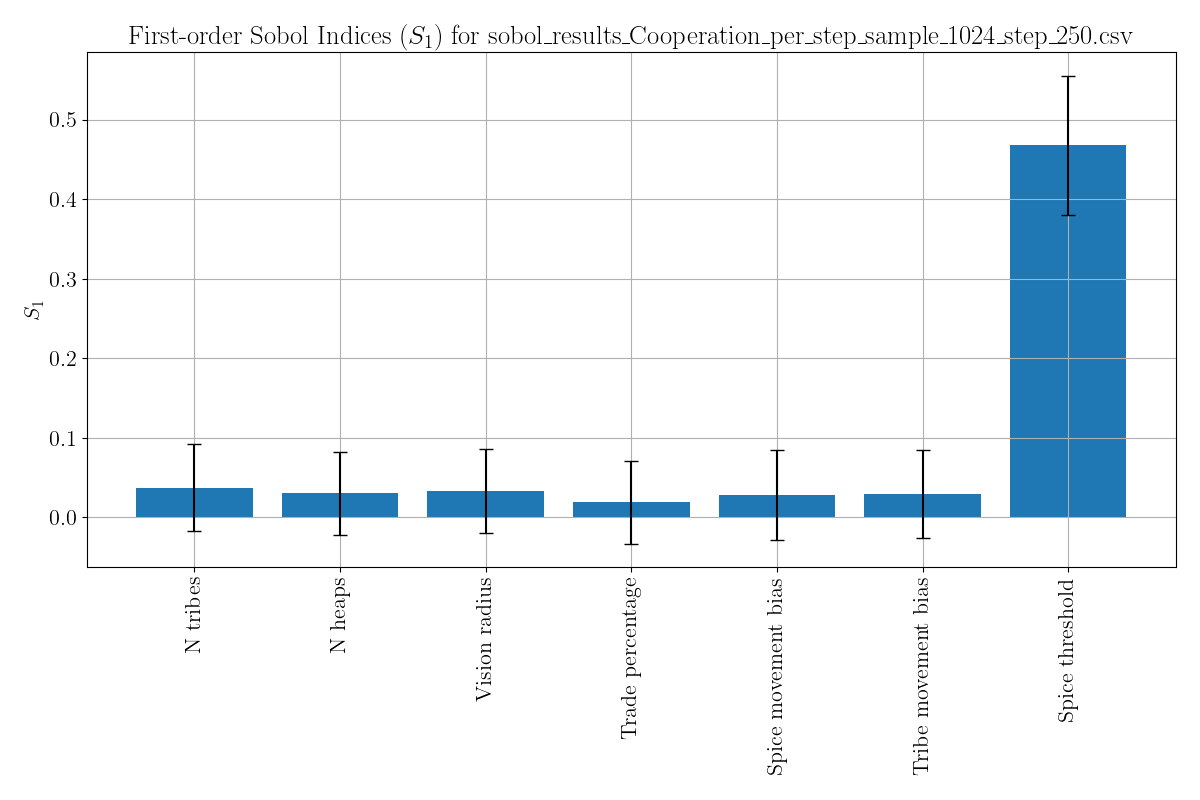 First-order Sobol Indices (S₁) for sobol_results_Cooperation_per_step_sample_1024_step_250.csv
0.5
0.4
0.3
0.2
0.1
0.0
S₁
N tribes
N heaps
Vision radius
Trade percentage
Spice movement bias
Tribe movement bias
Spice threshold